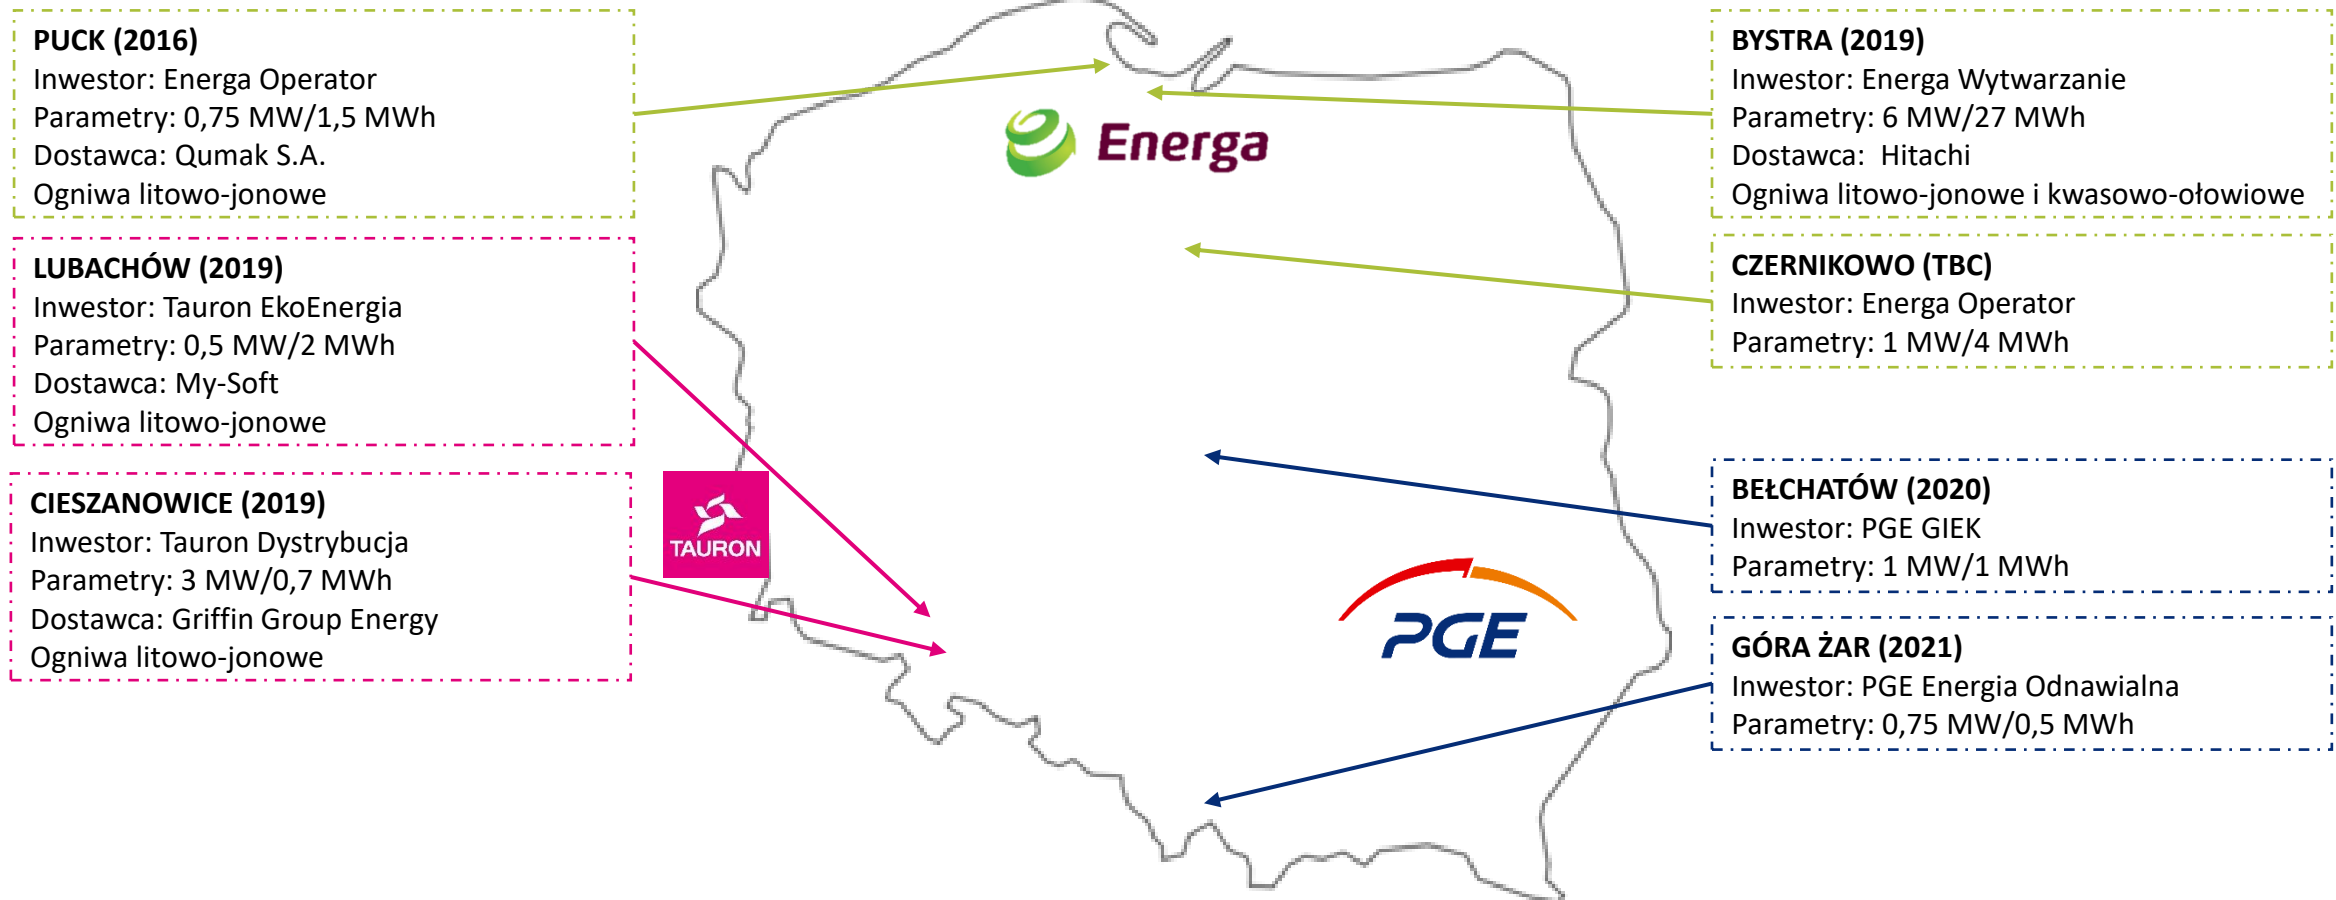 PUCK (2016)
Inwestor: Energa Operator
Parametry: 0,75 MW/1,5 MWh
Dostawca: Qumak S.A.
Ogniwa litowo-jonowe
LUBACHÓW (2019)
Inwestor: Tauron EkoEnergia
Parametry: 0,5 MW/2 MWh
Dostawca: My-Soft
Ogniwa litowo-jonowe
CIESZANOWICE (2019)
Inwestor: Tauron Dystrybucja
Parametry: 3 MW/0,7 MWh
Dostawca: Griffin Group Energy
Ogniwa litowo-jonowe
Energa
TAURON
PGE
BYSTRA (2019)
Inwestor: Energa Wytwarzanie
Parametry: 6 MW/27 MWh
Dostawca: Hitachi
Ogniwa litowo-jonowe i kwasowo-ołowiowe
CZERNIKOWO (TBC)
Inwestor: Energa Operator
Parametry: 1 MW/4 MWh
BEŁCHATÓW (2020)
Inwestor: PGE GIEK
Parametry: 1 MW/1 MWh
GÓRA ŻAR (2021)
Inwestor: PGE Energia Odnawialna
Parametry: 0,75 MW/0,5 MWh